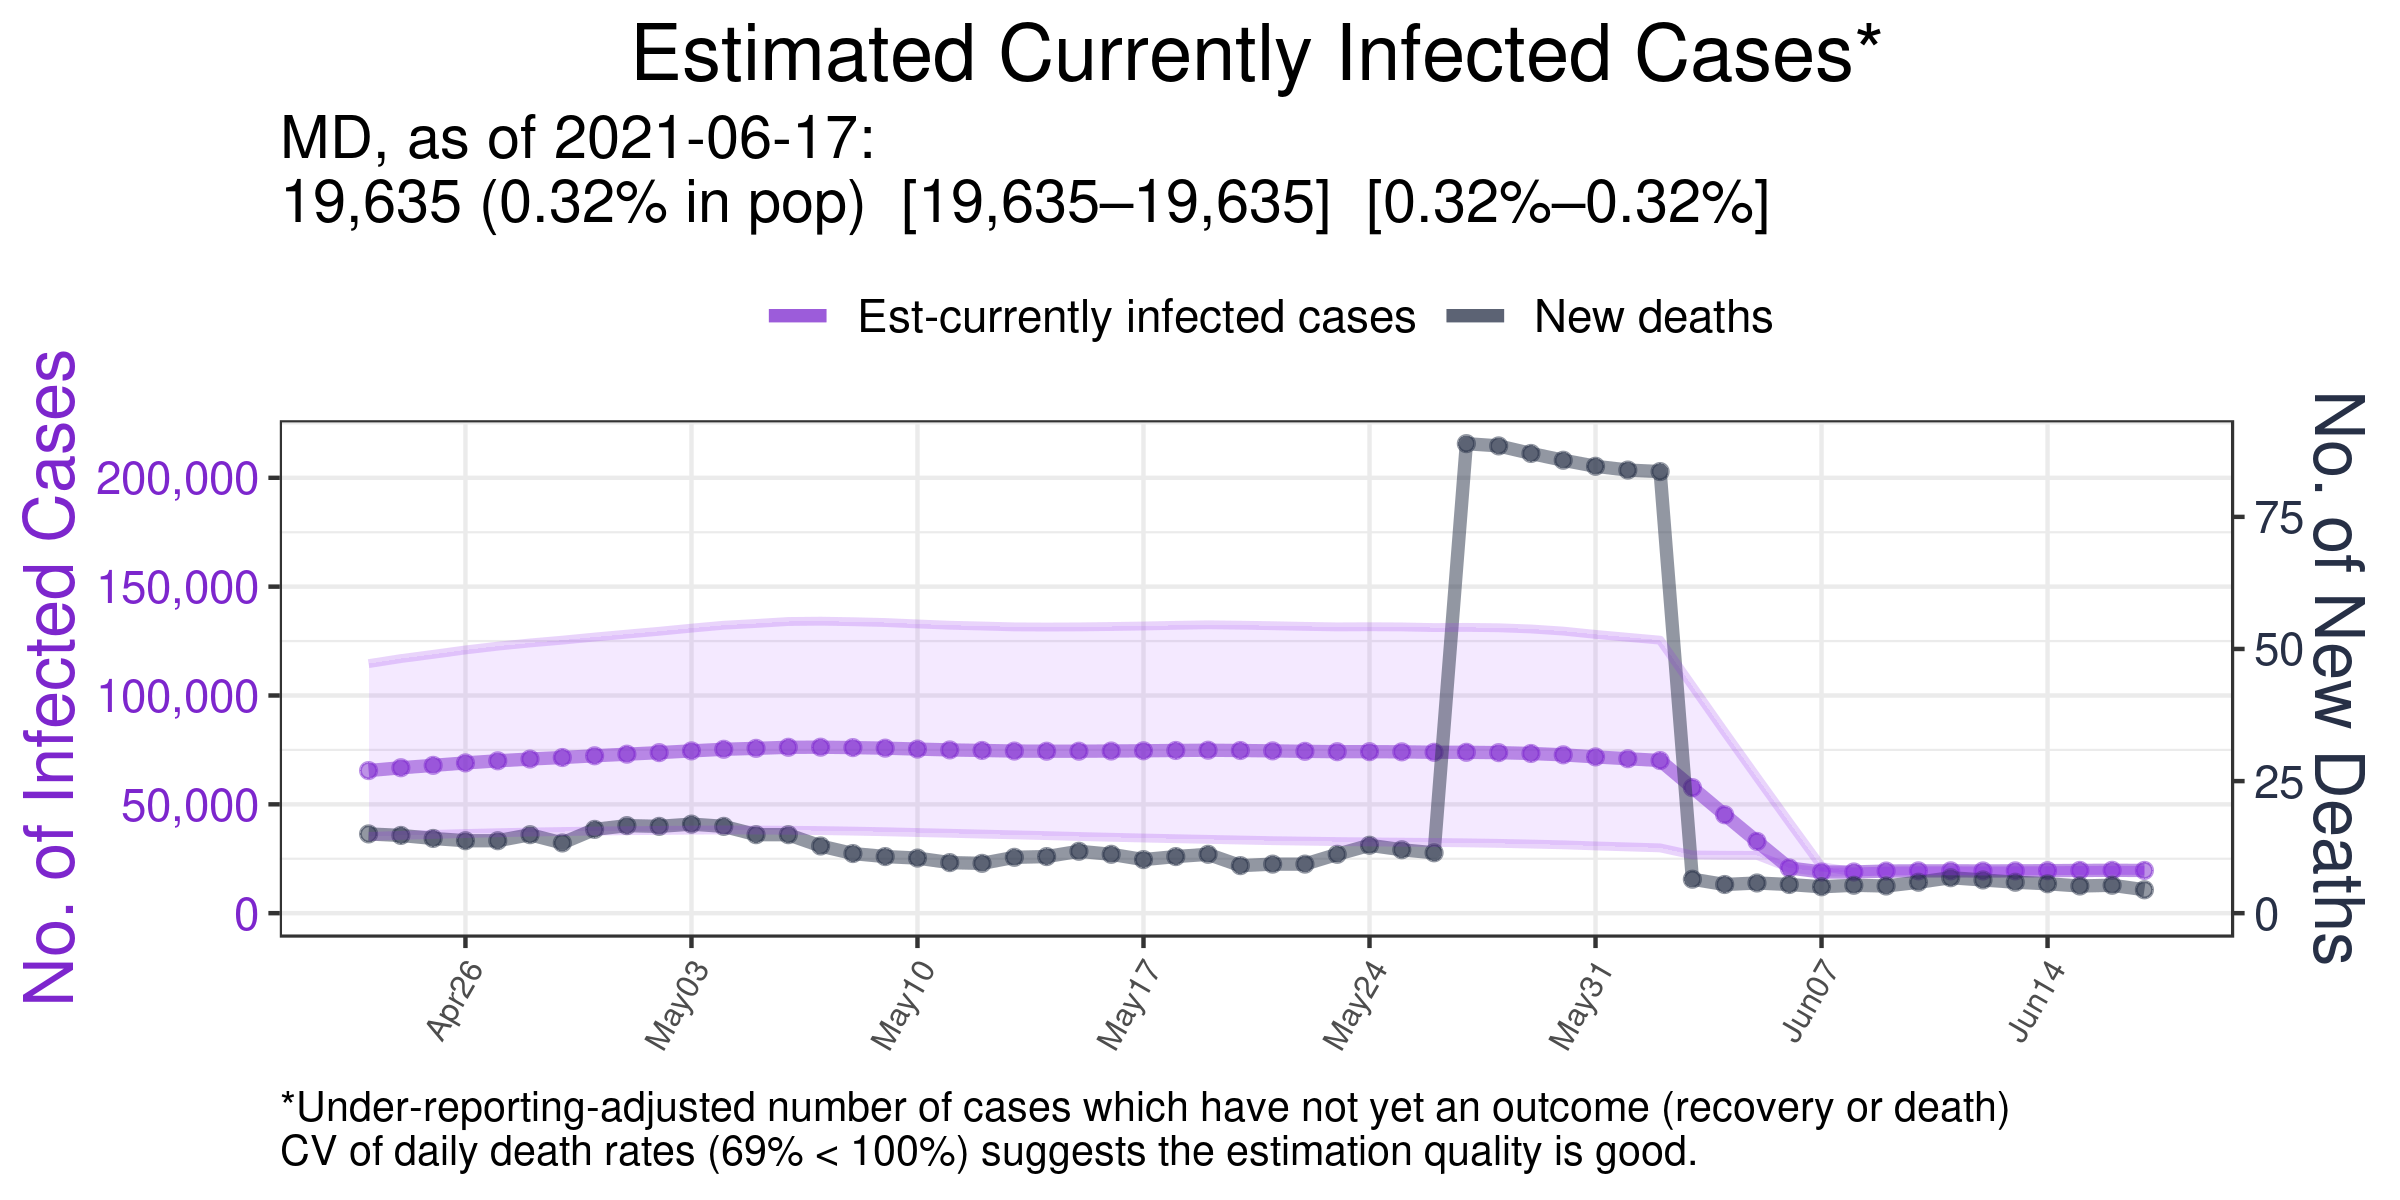 Estimated Currently Infected Cases*
MD, as of 2021-06-17:
19,635 (0.32% in pop)  [19,635–19,635]  [0.32%–0.32%]
Est-currently infected cases
New deaths
No. of Infected Cases
200,000
150,000
100,000
50,000
0
No. of New Deaths
75
50
25
0
Apr26
May03
May10
May17
May24
May31
Jun07
Jun14
*Under-reporting-adjusted number of cases which have not yet an outcome (recovery or death)
CV of daily death rates (69% < 100%) suggests the estimation quality is good.